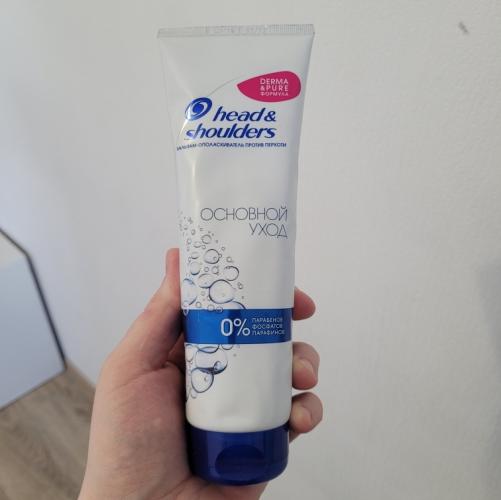 DERMA
&PURE
ФОРМУЛА
head&
shoulders
БАЛЬЗАМ-ОПОЛАСКИВАТЕЛЬ ПРОТИВ ПЕРХОТИ
ОСНОВНОЙ
УХОД
0% ПАРАБЕНОВ
ФОСФАТОВ
ПАРАФИНОВ